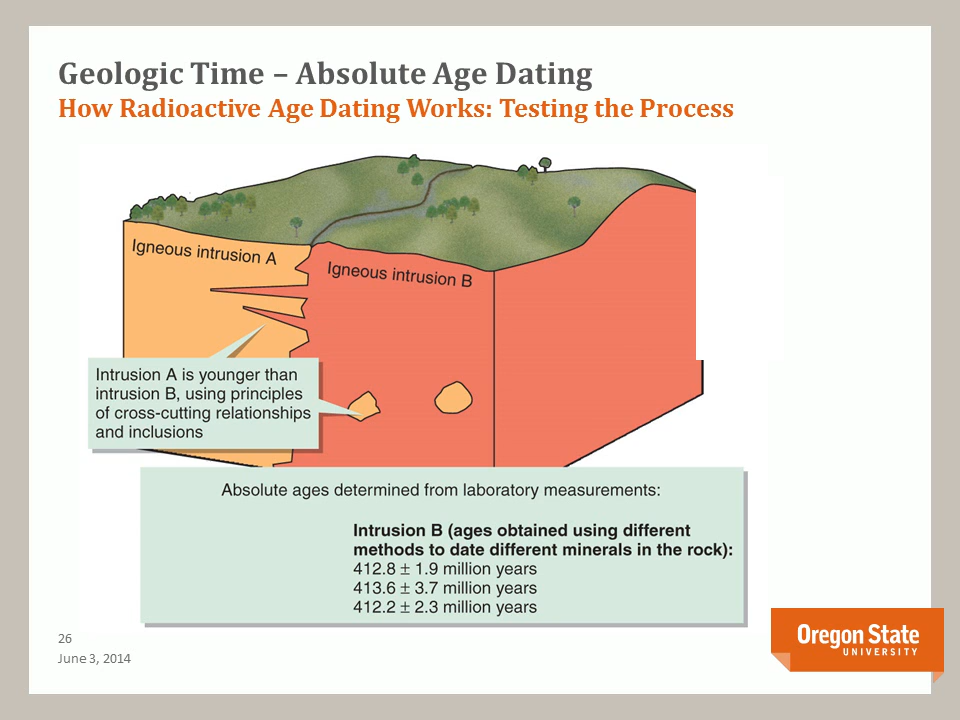 Geologic Time – Absolute Age Dating
How Radioactive Age Dating Works: Testing the Process
Igneous intrusion A
Igneous intrusion B
Intrusion A is younger than
intrusion B, using principles
of cross-cutting relationships
and inclusions
Absolute ages determined from laboratory measurements:
Intrusion B (ages obtained using different
methods to date different minerals in the rock):
412.8 ± 1.9 million years
413.6 ± 3.7 million years
412.2 ± 2.3 million years
26
June 3, 2014
Oregon State
UNIVERSITY